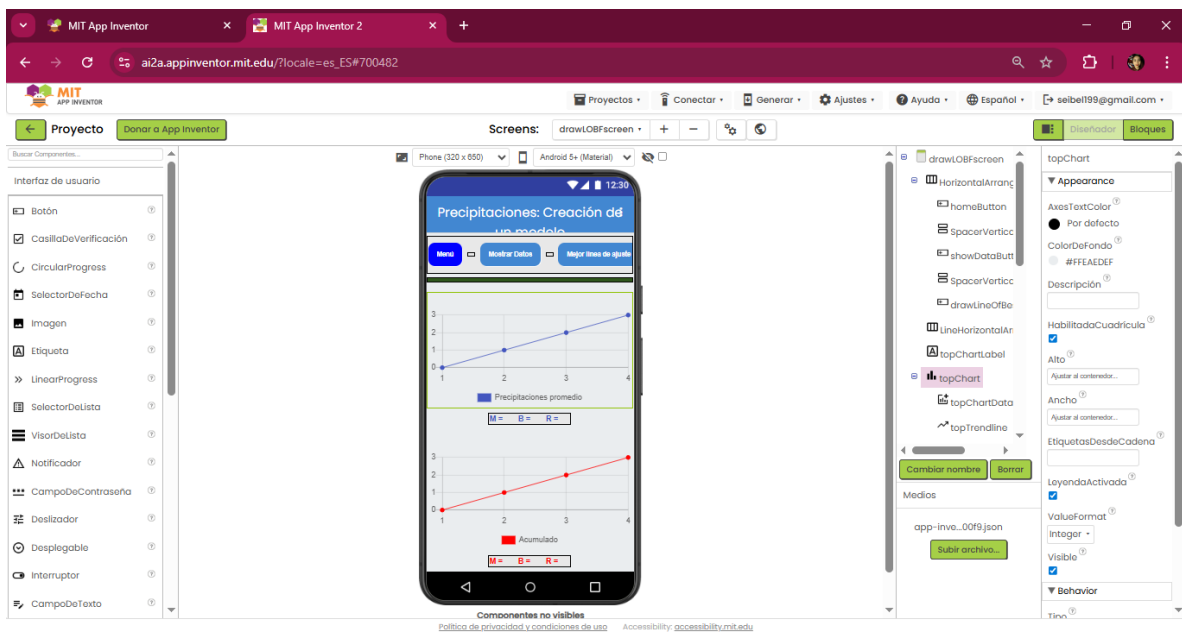 MIT App Inventor
MIT App Inventor 2
ai2a.appinventor.mit.edu/?locale=es_ES#700482
MIT
APP INVENTOR
Proyectos
Conectar
Generar
Ajustes
Ayuda
Español
seibel199@gmail.com
Proyecto
Donar a App Inventor
Screens:
drawLOBFscreen
Diseñador
Bloques
Buscar Componentes...
Interfaz de usuario
Botón
CasillaDeVerificación
CircularProgress
SelectorDeFecha
Imagen
Etiqueta
LinearProgress
SelectorDeLista
VisorDeLista
Notificador
CampoDeContraseña
Deslizador
Desplegable
Interruptor
CampoDeTexto
Phone (320 x 650)
Android 5+ (Material)
12:30
Precipitaciones: Creación de
un modelo
Menú
Mostrar Datos
Mejor línea de ajuste
3
2
1
0
1 2 3 4
Precipitaciones promedio
M = B = R =
3
2
1
0
1 2 3 4
Acumulado
M = B = R =
Componentes no visibles
drawLOBFscreen
HorizontalArrang
homeButton
SpacerVertic
showDataButt
SpacerVertic
drawLineOfBe
LineHorizontalArr
topChartLabel
topChart
topChartData
topTrendline
Cambiar nombre
Borrar
Medios
app-inve...00f9.json
Subir archivo...
topChart
Appearance
AxesTextColor
Por defecto
ColorDeFondo
#FFEAEDEF
Descripción
HabilitadaCuadrícula
Alto
Ajustar al contenedor...
Ancho
Ajustar al contenedor...
EtiquetasDesdeCadena
LeyendaActivada
ValueFormat
Integer
Visible
Behavior
Tipo
Política de privacidad y condiciones de uso
Accessibility: accessibility.mit.edu